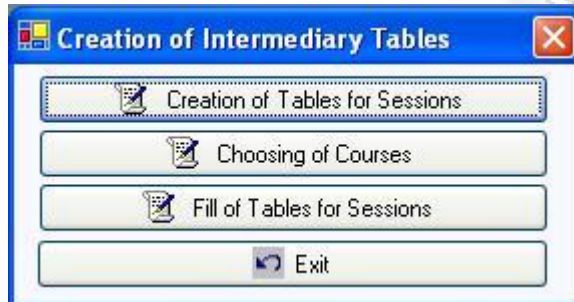 Creation of Intermediary Tables
Creation of Tables for Sessions
Choosing of Courses
Fill of Tables for Sessions
Exit